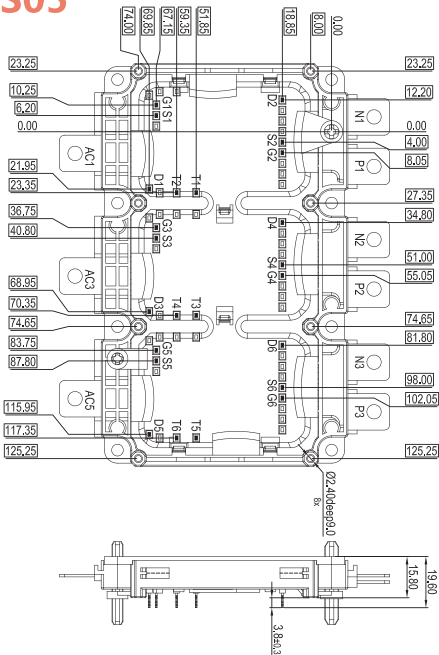 S05
74.00
69.85
67.15
59.35
51.85
18.85
8.00
0.00
23.25
10.25
6.20
0.00
21.95
23.35
36.75
40.80
68.95
70.35
74.65
83.75
87.80
115.95
117.35
125.25
23.25
12.20
0.00
4.00
8.05
27.35
34,80
51.00
55.05
74.65
81.80
98.00
102.05
125.25
G1 S1
D2
N1
AC1
S2 G2
P1
D1
T2
T1
G3 S3
D4
N2
AC3
S4 G4
P2
D3
T4
T3
G5 S5
D6
N3
AC5
S6 G6
P3
D5
T6
T5
Ø2.40deep9.0
8x
15.80
19,60
3.8±0,3